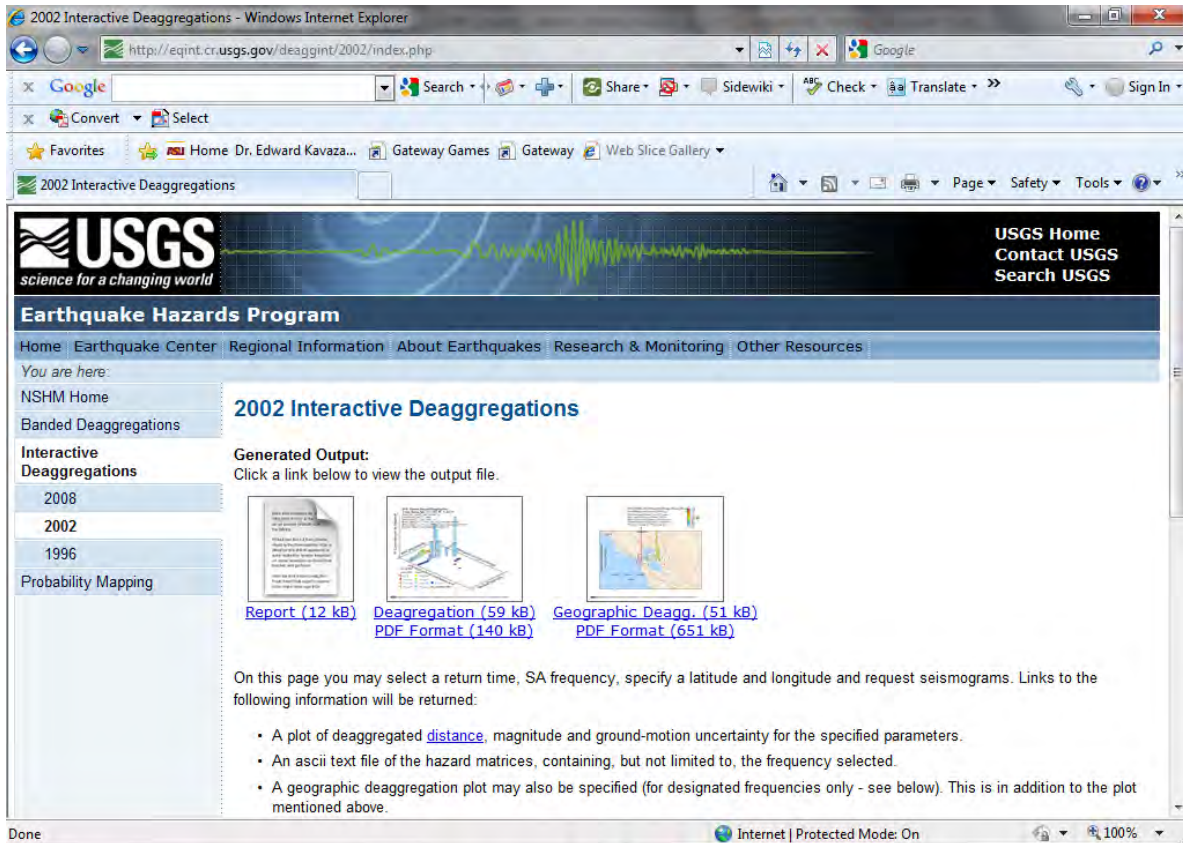 2002 Interactive Deaggregations - Windows Internet Explorer
http://eqint.cr.usgs.gov/deaggint/2002/index.php
Google
x Google Search Share Sidewiki Check Translate Sign In
x Convert Select
Favorites ASU Home Dr. Edward Kavaza... Gateway Games Gateway Web Slice Gallery
2002 Interactive Deaggregations
Page Safety Tools
USGS
science for a changing world
USGS Home
Contact USGS
Search USGS
Earthquake Hazards Program
Home Earthquake Center Regional Information About Earthquakes Research & Monitoring Other Resources
You are here:
NSHM Home
Banded Deaggregations
Interactive
Deaggregations
2008
2002
1996
Probability Mapping
2002 Interactive Deaggregations
Generated Output:
Click a link below to view the output file.
Report (12 kB) Deagregation (59 kB) Geographic Deagg. (51 kB)
PDF Format (140 kB) PDF Format (651 kB)
On this page you may select a return time, SA frequency, specify a latitude and longitude and request seismograms. Links to the
following information will be returned:
• A plot of deaggregated distance, magnitude and ground-motion uncertainty for the specified parameters.
• An ascii text file of the hazard matrices, containing, but not limited to, the frequency selected.
• A geographic deaggregation plot may also be specified (for designated frequencies only - see below). This is in addition to the plot
mentioned above.
Done Internet | Protected Mode: On 100%